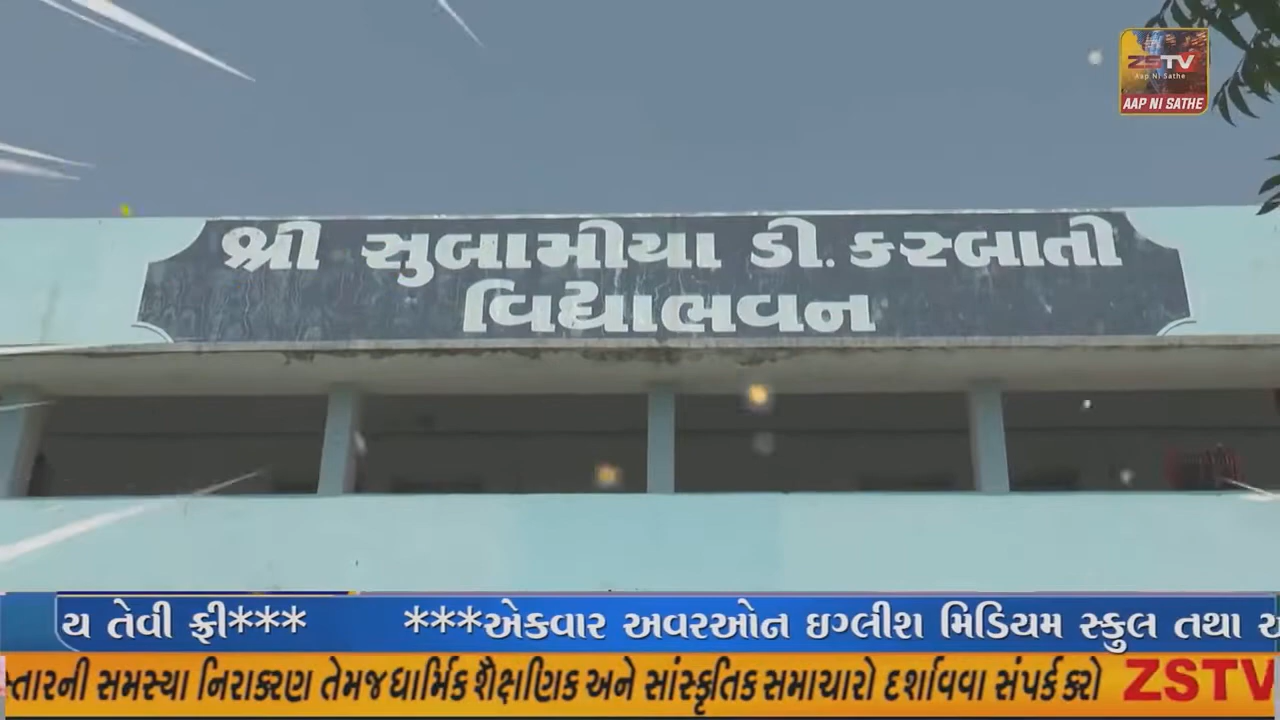 ZSTV
Aap Ni Sathe
AAP NI SATHE
શ્રી સુબામીયા ડી. કરબાતી
વિદ્યાભવન
ય તેવી ફ્રી*** ***એકવાર અવરઓન ઇગ્લીશ મિડિયમ સ્કુલ તથા
સ્તારની સમસ્યા નિરાકરણ તેમજ ધાર્મિક શૈક્ષણિક અને સાંસ્કૃતિક સમાચારો દર્શાવવા સંપર્ક કરો ZSTV